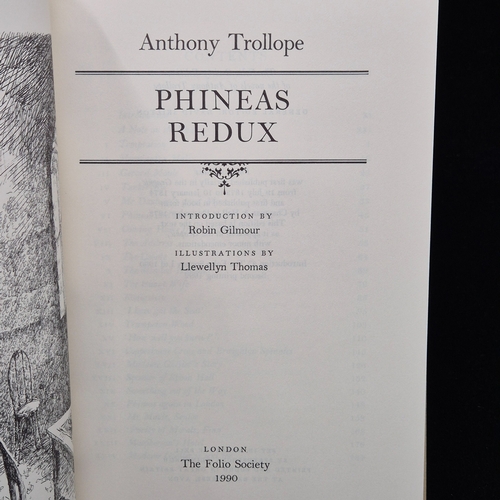 Anthony Trollope
PHINEAS
REDUX
INTRODUCTION BY
Robin Gilmour
ILLUSTRATIONS BY
Llewellyn Thomas
LONDON
The Folio Society
1990